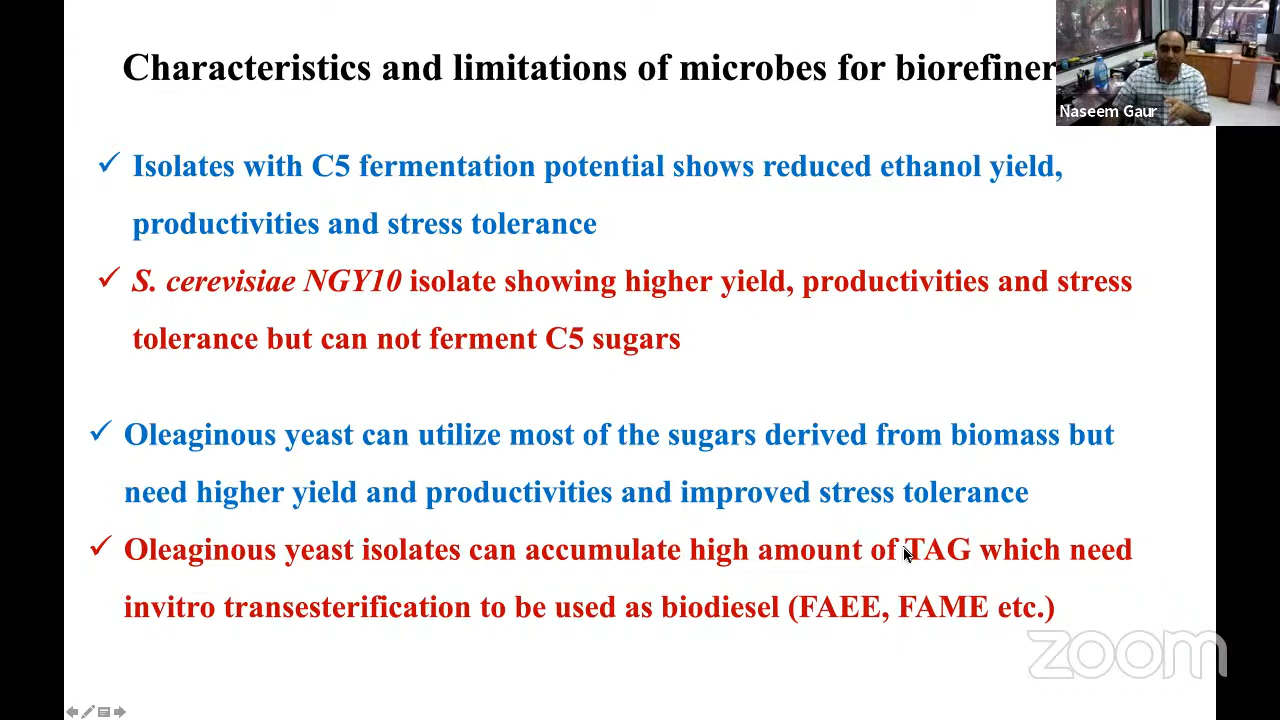 Characteristics and limitations of microbes for biorefiner
Naseem Gaur
✓ Isolates with C5 fermentation potential shows reduced ethanol yield,
productivities and stress tolerance
✓ S. cerevisiae NGY10 isolate showing higher yield, productivities and stress
tolerance but can not ferment C5 sugars
✓ Oleaginous yeast can utilize most of the sugars derived from biomass but
need higher yield and productivities and improved stress tolerance
✓ Oleaginous yeast isolates can accumulate high amount of TAG which need
invitro transesterification to be used as biodiesel (FAEE, FAME etc.)
zoom